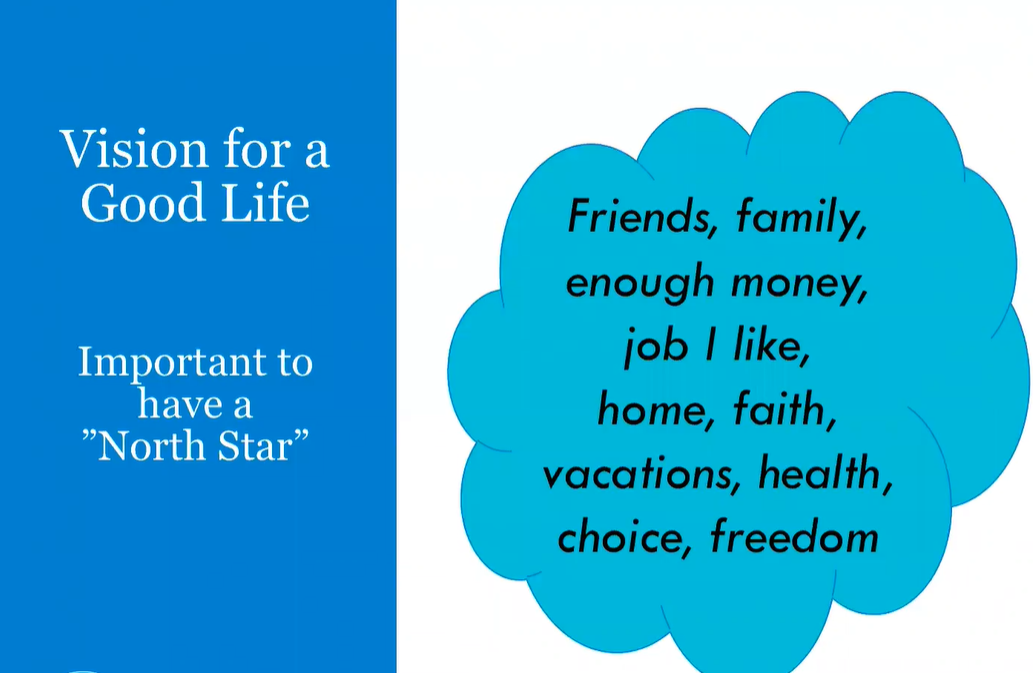 Vision for a
Good Life
Important to
have a
”North Star”
Friends, family,
enough money,
job I like,
home, faith,
vacations, health,
choice, freedom